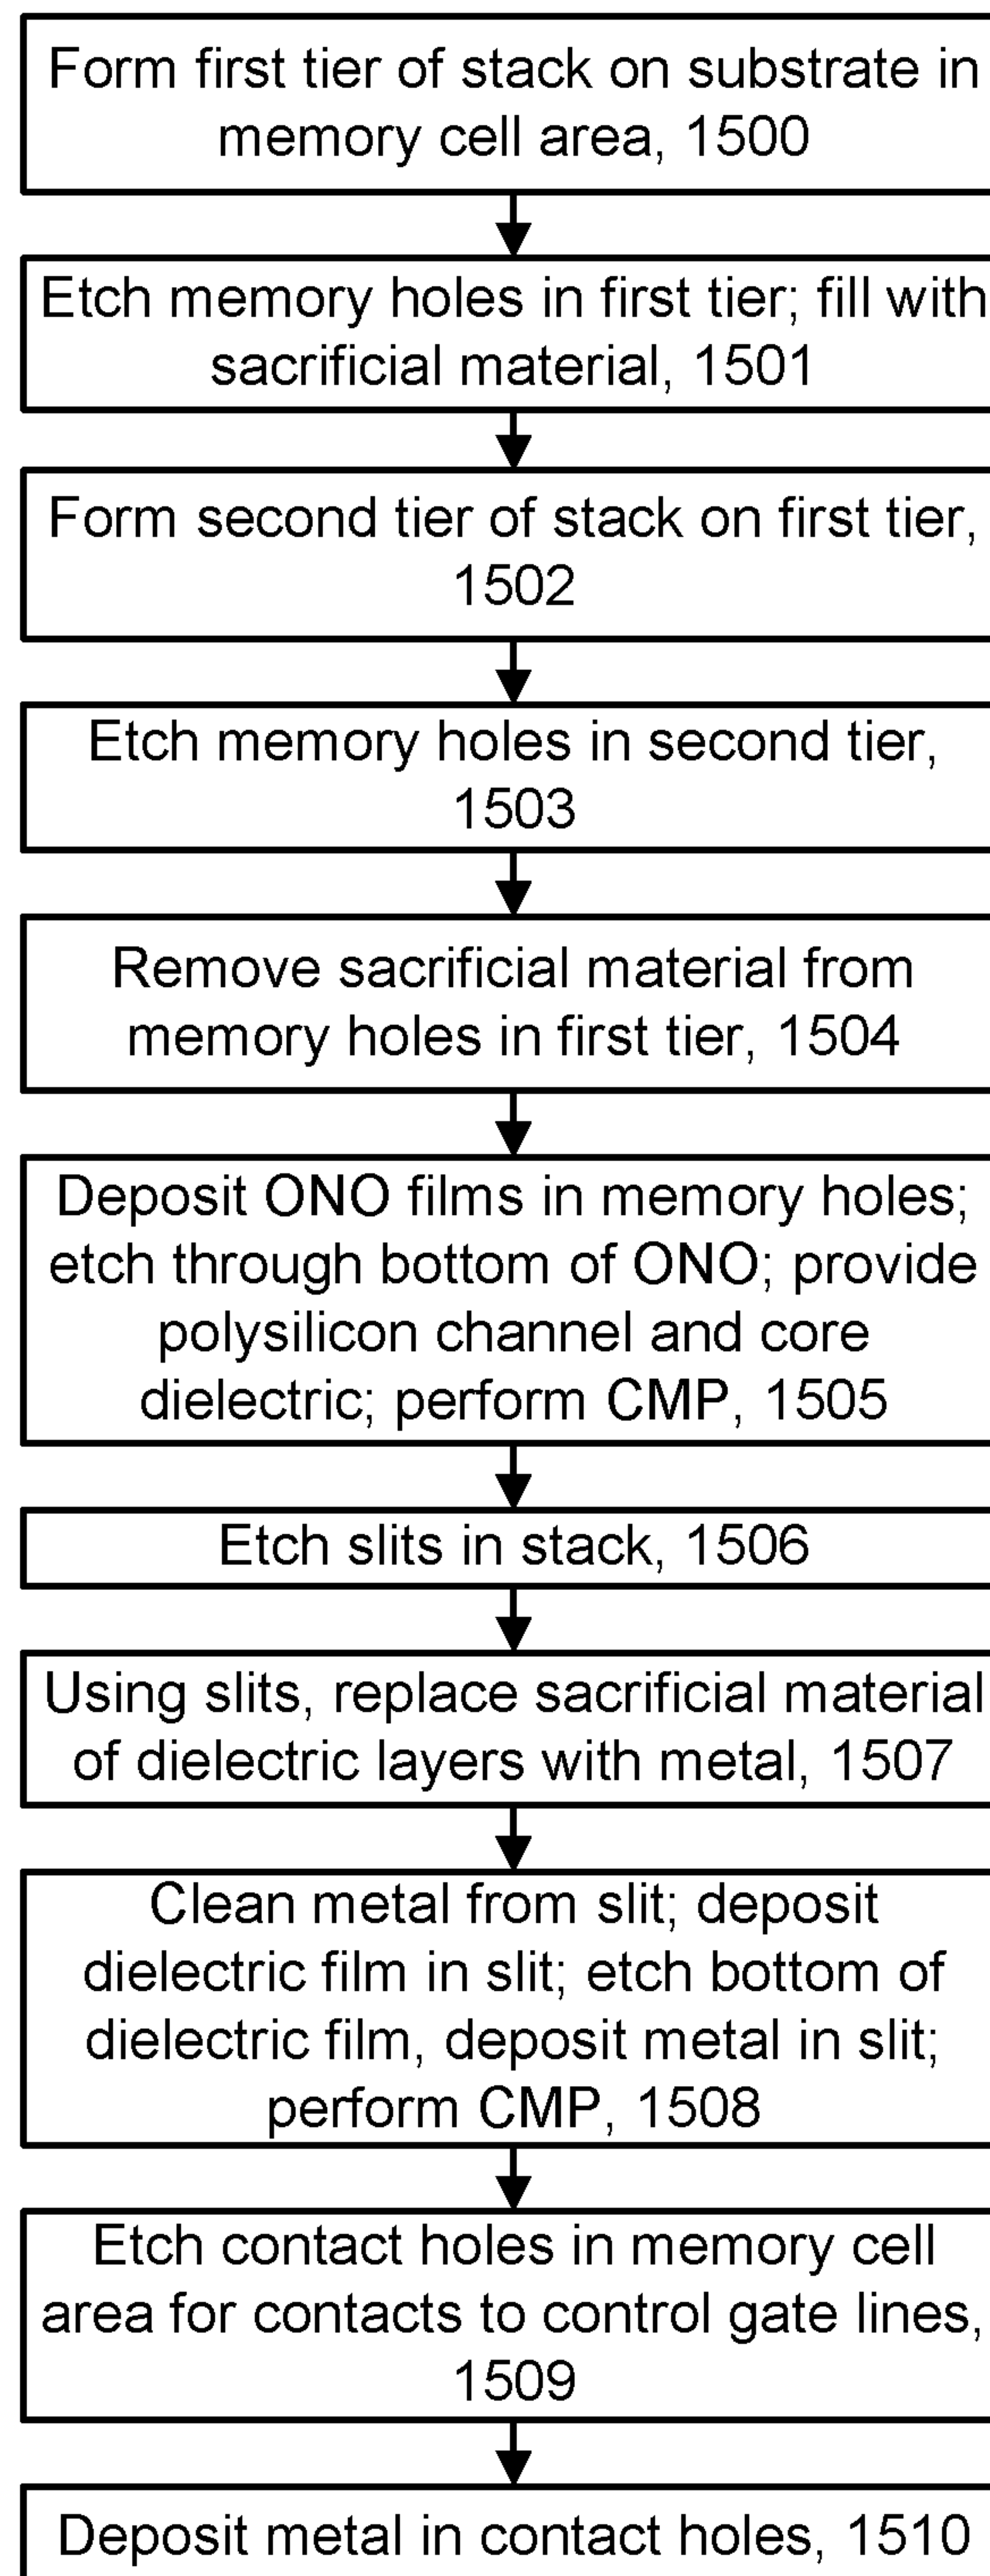 Form first tier of stack on substrate in
memory cell area, 1500
Etch memory holes in first tier; fill with
sacrificial material, 1501
Form second tier of stack on first tier,
1502
Etch memory holes in second tier,
1503
Remove sacrificial material from
memory holes in first tier, 1504
Deposit ONO films in memory holes;
etch through bottom of ONO; provide
polysilicon channel and core
dielectric; perform CMP, 1505
Etch slits in stack, 1506
Using slits, replace sacrificial material
of dielectric layers with metal, 1507
Clean metal from slit; deposit
dielectric film in slit; etch bottom of
dielectric film, deposit metal in slit;
perform CMP, 1508
Etch contact holes in memory cell
area for contacts to control gate lines,
1509
Deposit metal in contact holes, 1510